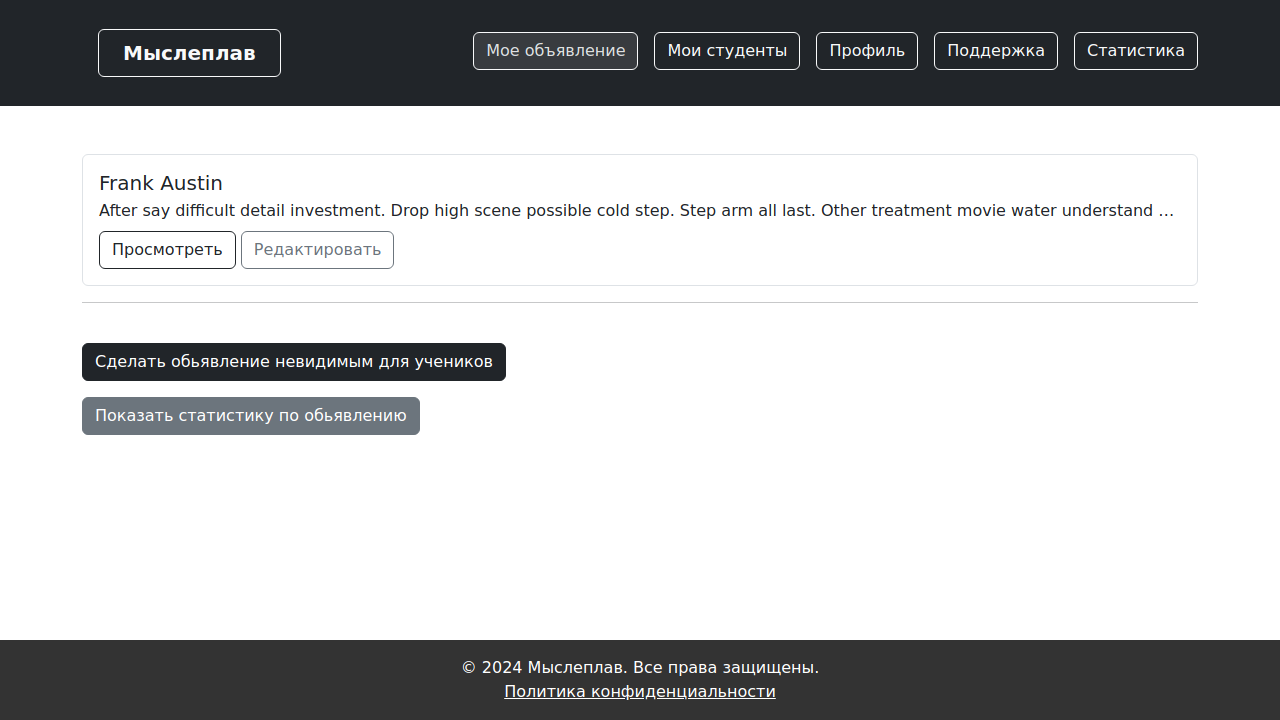 Мыслеплав
Мое объявление
Мои студенты
Профиль
Поддержка
Статистика
Frank Austin
After say difficult detail investment. Drop high scene possible cold step. Step arm all last. Other treatment movie water understand …
Просмотреть
Редактировать
Сделать обьявление невидимым для учеников
Показать статистику по обьявлению
© 2024 Мыслеплав. Все права защищены.
Политика конфиденциальности